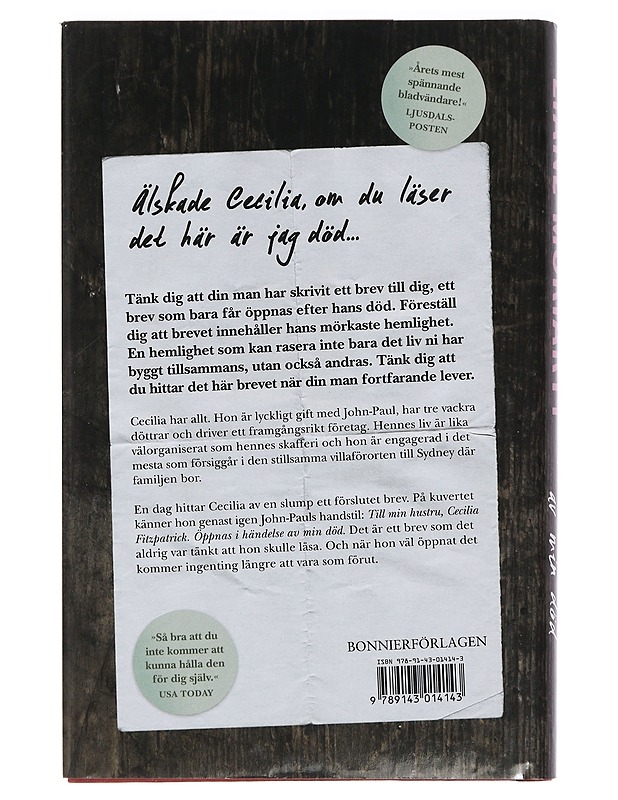 »Årets mest
spännande
bladvändare!«
LJUSDALS-
POSTEN
Älskade Cecilia, om du läser
det här är jag död...
Tänk dig att din man har skrivit ett brev till dig, ett
brev som bara får öppnas efter hans död. Föreställ
dig att brevet innehåller hans mörkaste hemlighet.
En hemlighet som kan rasera inte bara det liv ni har
byggt tillsammans, utan också andras. Tänk dig att
du hittar det här brevet när din man fortfarande lever.
Cecilia har allt. Hon är lyckligt gift med John-Paul, har tre vackra
döttrar och driver ett framgångsrikt företag. Hennes liv är lika
välorganiserat som hennes skafferi och hon är engagerad i det
mesta som försiggår i den stillsamma villaförorten till Sydney där
familjen bor.
En dag hittar Cecilia av en slump ett förslutet brev. På kuvertet
känner hon genast igen John-Pauls handstil: Till min hustru, Cecilia
Fitzpatrick. Öppnas i händelse av min död. Det är ett brev som det
aldrig var tänkt att hon skulle läsa. Och när hon väl öppnat det
kommer ingenting längre att vara som förut.
»Så bra att du
inte kommer att
kunna hålla den
för dig själv.«
USA TODAY
BONNIERFÖRLAGEN
ISBN 978-91-43-01414-3
9 789143 014143
LIANE MORIARTY
av min död